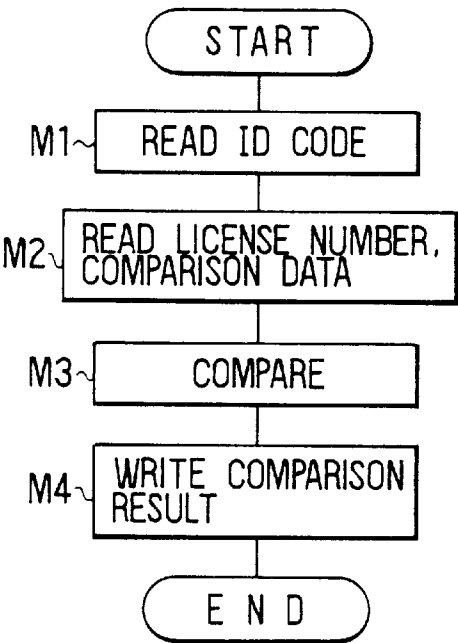 START
M1 READ ID CODE
M2 READ LICENSE NUMBER,
COMPARISON DATA
M3 COMPARE
M4 WRITE COMPARISON
RESULT
END